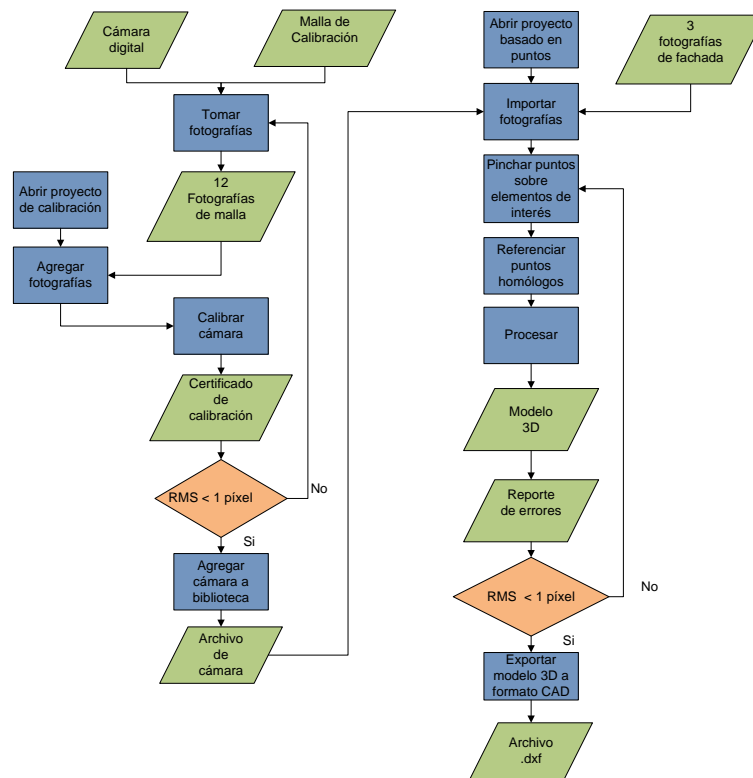 Cámara
digital
Malla de
Calibración
Tomar
fotografías
12
Fotografías
de malla
Abrir proyecto
de calibración
Agregar
fotografías
Calibrar
cámara
Certificado
de
calibración
RMS < 1 píxel
No
Si
Agregar
cámara a
biblioteca
Archivo
de
cámara
Abrir proyecto
basado en
puntos
3
fotografías
de fachada
Importar
fotografías
Pinchar puntos
sobre
elementos de
interés
Referenciar
puntos
homólogos
Procesar
Modelo
3D
Reporte
de errores
RMS < 1 píxel
No
Si
Exportar
modelo 3D a
formato CAD
Archivo
.dxf